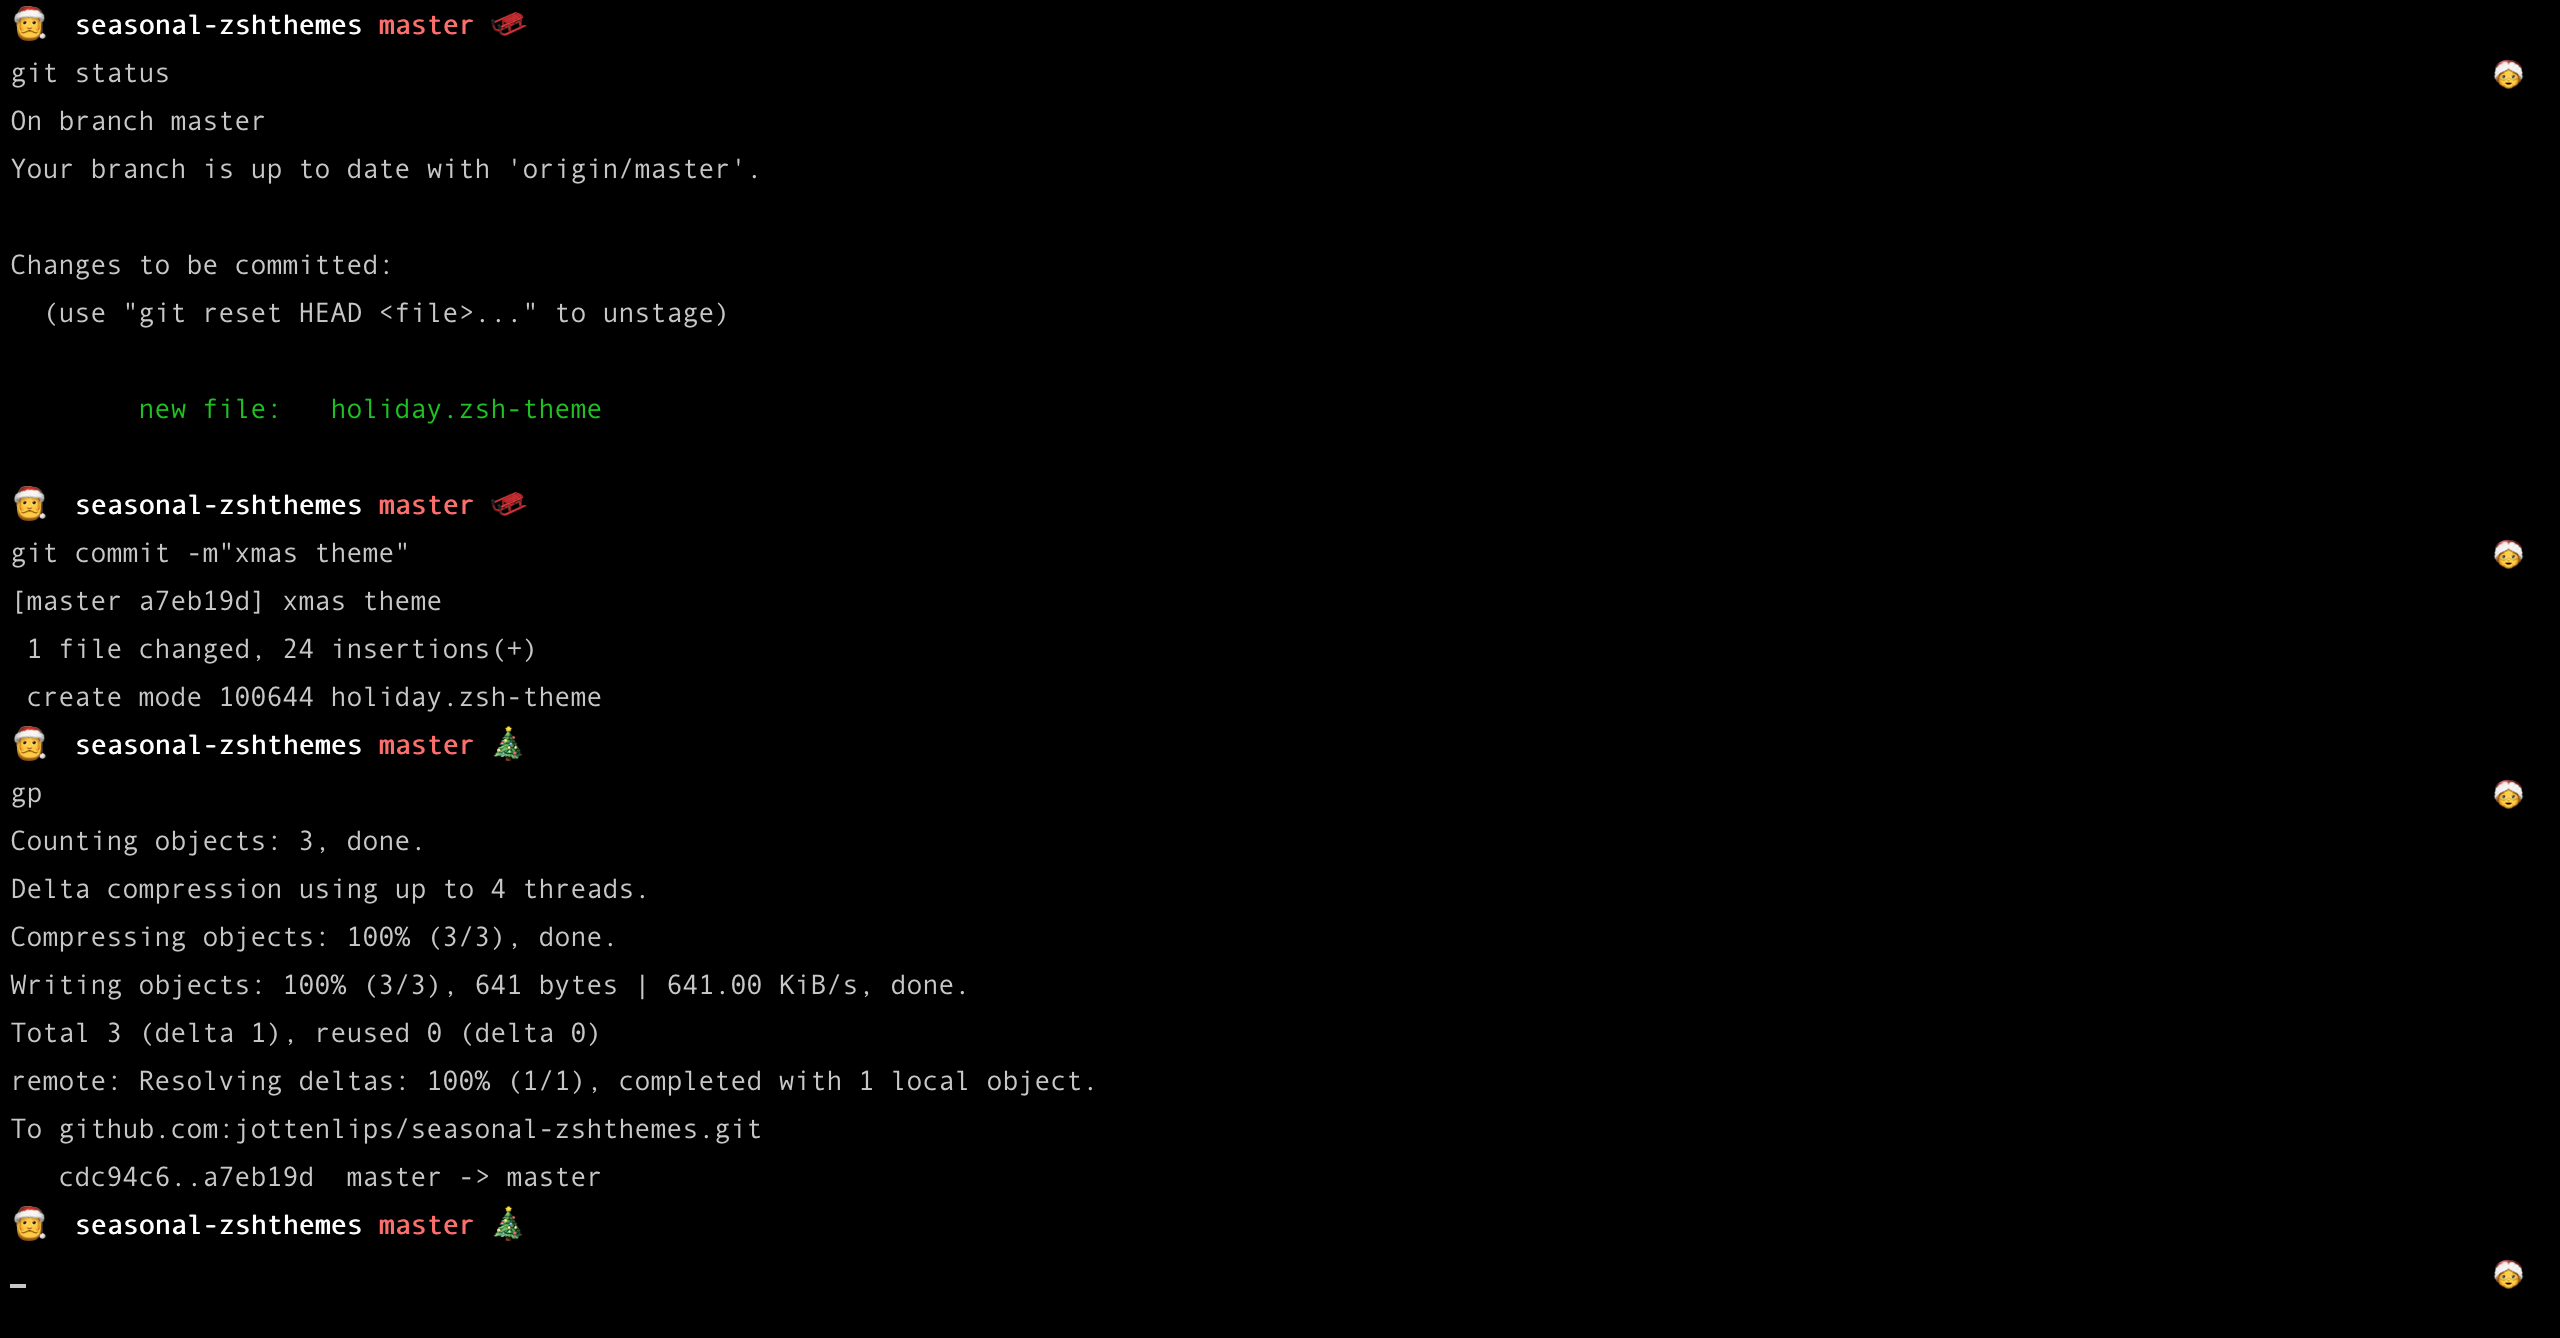 🎅 seasonal-zshthemes master 🛷
git status 🤶
On branch master
Your branch is up to date with 'origin/master'.

Changes to be committed:
  (use "git reset HEAD <file>..." to unstage)

        new file:   holiday.zsh-theme

🎅 seasonal-zshthemes master 🛷
git commit -m"xmas theme" 🤶
[master a7eb19d] xmas theme
 1 file changed, 24 insertions(+)
 create mode 100644 holiday.zsh-theme
🎅 seasonal-zshthemes master 🎄
gp 🤶
Counting objects: 3, done.
Delta compression using up to 4 threads.
Compressing objects: 100% (3/3), done.
Writing objects: 100% (3/3), 641 bytes | 641.00 KiB/s, done.
Total 3 (delta 1), reused 0 (delta 0)
remote: Resolving deltas: 100% (1/1), completed with 1 local object.
To github.com:jottenlips/seasonal-zshthemes.git
   cdc94c6..a7eb19d  master -> master
🎅 seasonal-zshthemes master 🎄
_ 🤶